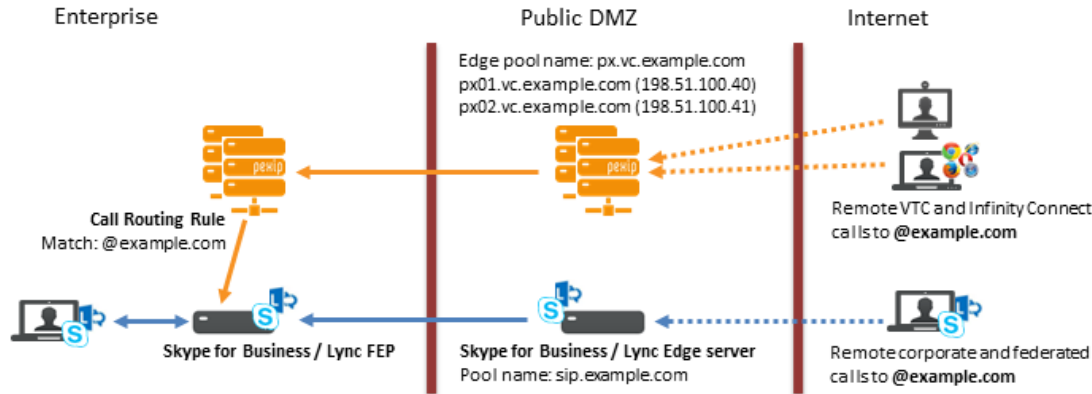 Enterprise
Public DMZ
Internet
Edge pool name: px.vc.example.com
px01.vc.example.com (198.51.100.40)
px02.vc.example.com (198.51.100.41)
pexip
pexip
Call Routing Rule
Match: @example.com
Remote VTC and Infinity Connect
calls to @example.com
Skype for Business / Lync FEP
Skype for Business / Lync Edge server
Pool name: sip.example.com
Remote corporate and federated
calls to @example.com